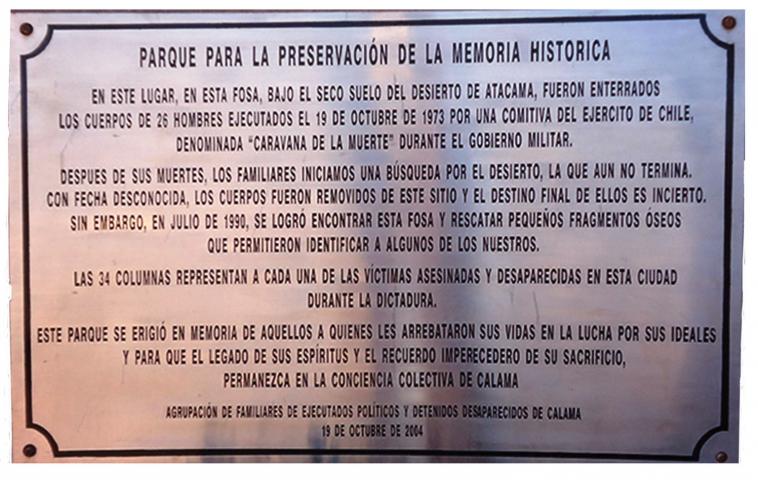 PARQUE PARA LA PRESERVACIÓN DE LA MEMORIA HISTORICA
EN ESTE LUGAR, EN ESTA FOSA, BAJO EL SECO SUELO DEL DESIERTO DE ATACAMA, FUERON ENTERRADOS
LOS CUERPOS DE 26 HOMBRES EJECUTADOS EL 19 DE OCTUBRE DE 1973 POR UNA COMITIVA DEL EJERCITO DE CHILE,
DENOMINADA “CARAVANA DE LA MUERTE” DURANTE EL GOBIERNO MILITAR.
DESPUES DE SUS MUERTES, LOS FAMILIARES INICIAMOS UNA BÚSQUEDA POR EL DESIERTO, LA QUE AUN NO TERMINA.
CON FECHA DESCONOCIDA, LOS CUERPOS FUERON REMOVIDOS DE ESTE SITIO Y EL DESTINO FINAL DE ELLOS ES INCIERTO.
SIN EMBARGO, EN JULIO DE 1990, SE LOGRÓ ENCONTRAR ESTA FOSA Y RESCATAR PEQUEÑOS FRAGMENTOS ÓSEOS
QUE PERMITIERON IDENTIFICAR A ALGUNOS DE LOS NUESTROS.
LAS 34 COLUMNAS REPRESENTAN A CADA UNA DE LAS VÍCTIMAS ASESINADAS Y DESAPARECIDAS EN ESTA CIUDAD
DURANTE LA DICTADURA.
ESTE PARQUE SE ERIGIÓ EN MEMORIA DE AQUELLOS A QUIENES LES ARREBATARON SUS VIDAS EN LA LUCHA POR SUS IDEALES
Y PARA QUE EL LEGADO DE SUS ESPÍRITUS Y EL RECUERDO IMPERECEDERO DE SU SACRIFICIO,
PERMANEZCA EN LA CONCIENCIA COLECTIVA DE CALAMA
AGRUPACIÓN DE FAMILIARES DE EJECUTADOS POLÍTICOS Y DETENIDOS DESAPARECIDOS DE CALAMA
19 DE OCTUBRE DE 2004